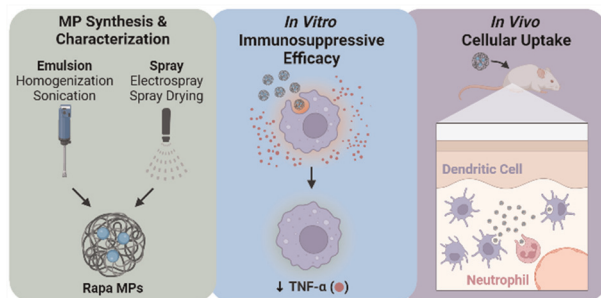 MP Synthesis &
Characterization
Emulsion
Homogenization
Sonication
Spray
Electrospray
Spray Drying
Rapa MPs
In Vitro
Immunosuppressive
Efficacy
↓ TNF-α ( )
In Vivo
Cellular Uptake
Dendritic Cell
Neutrophil